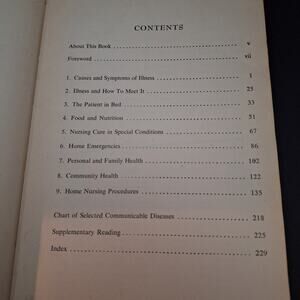 CONTENTS
About This Book .................... v
Foreword .................... vii
1. Causes and Symptoms of Illness .................... 1
2. Illness and How To Meet It .................... 25
3. The Patient in Bed .................... 33
4. Food and Nutrition .................... 51
5. Nursing Care in Special Conditions .................... 67
6. Home Emergencies .................... 86
7. Personal and Family Health .................... 102
8. Community Health .................... 122
9. Home Nursing Procedures .................... 135
Chart of Selected Communicable Diseases .................... 218
Supplementary Reading .................... 225
Index .................... 229